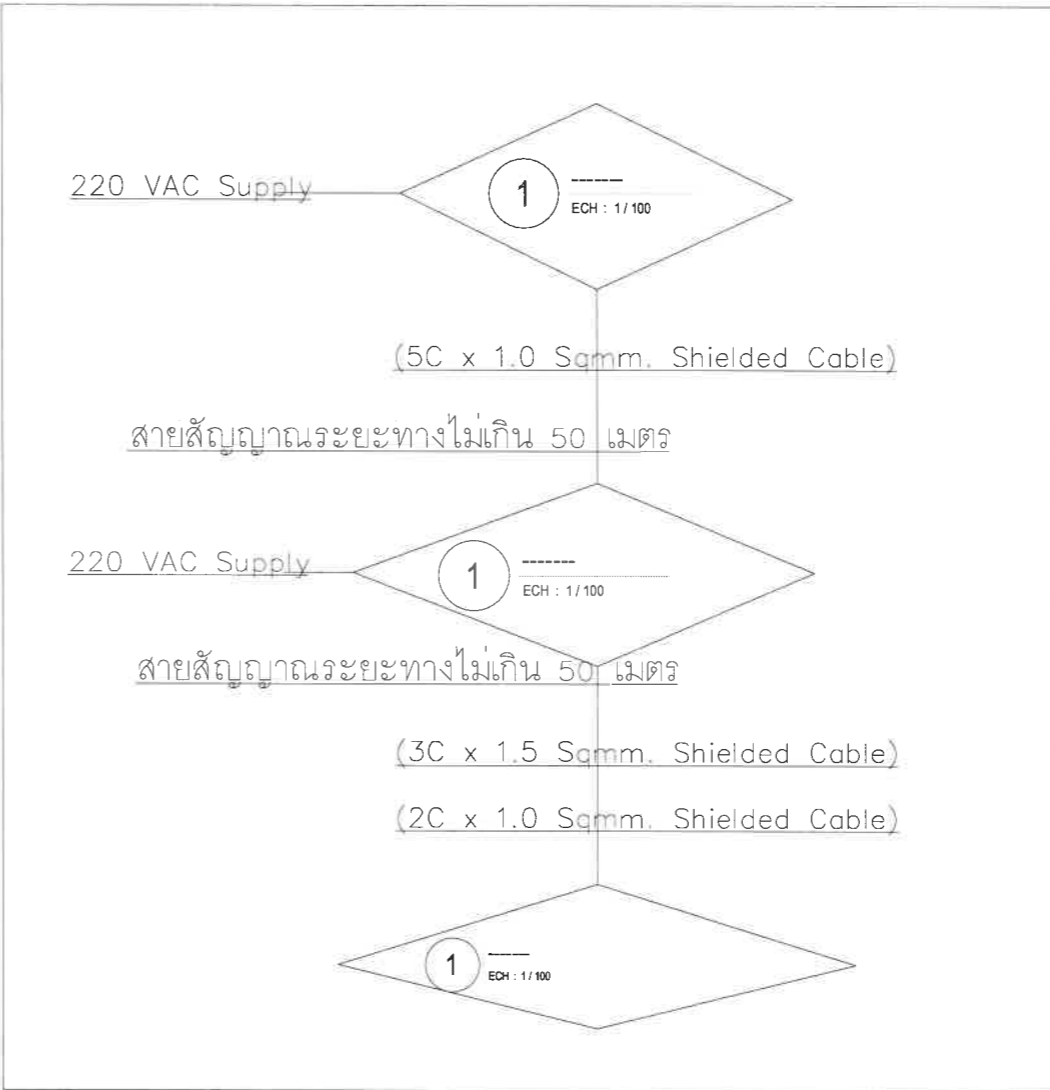 220 VAC Supply
1
------
ECH : 1/100
(5C x 1.0 Sqmm. Shielded Cable)
สายสัญญาณระยะทางไม่เกิน 50 เมตร
220 VAC Supply
1
-------
ECH : 1/100
สายสัญญาณระยะทางไม่เกิน 50 เมตร
(3C x 1.5 Sqmm. Shielded Cable)
(2C x 1.0 Sqmm. Shielded Cable)
1
-----
ECH : 1/100